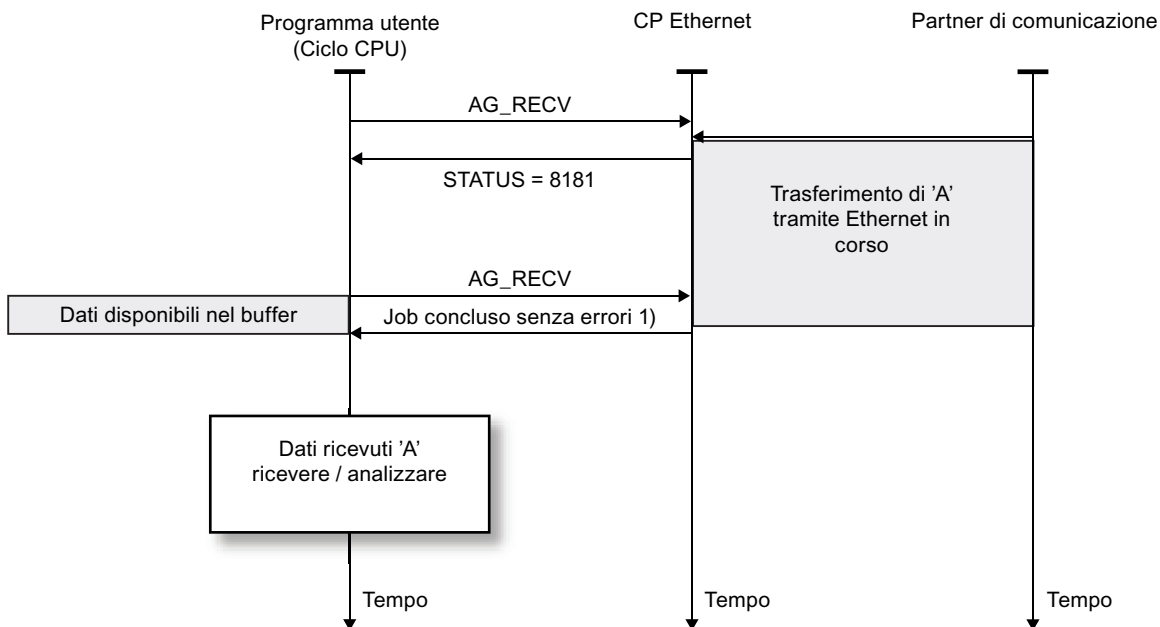 Programma utente
(Ciclo CPU)
CP Ethernet
Partner di comunicazione
AG_RECV
STATUS = 8181
Trasferimento di ’A’
tramite Ethernet in
corso
AG_RECV
Dati disponibili nel buffer
Job concluso senza errori 1)
Dati ricevuti ’A’
ricevere / analizzare
Tempo
Tempo
Tempo